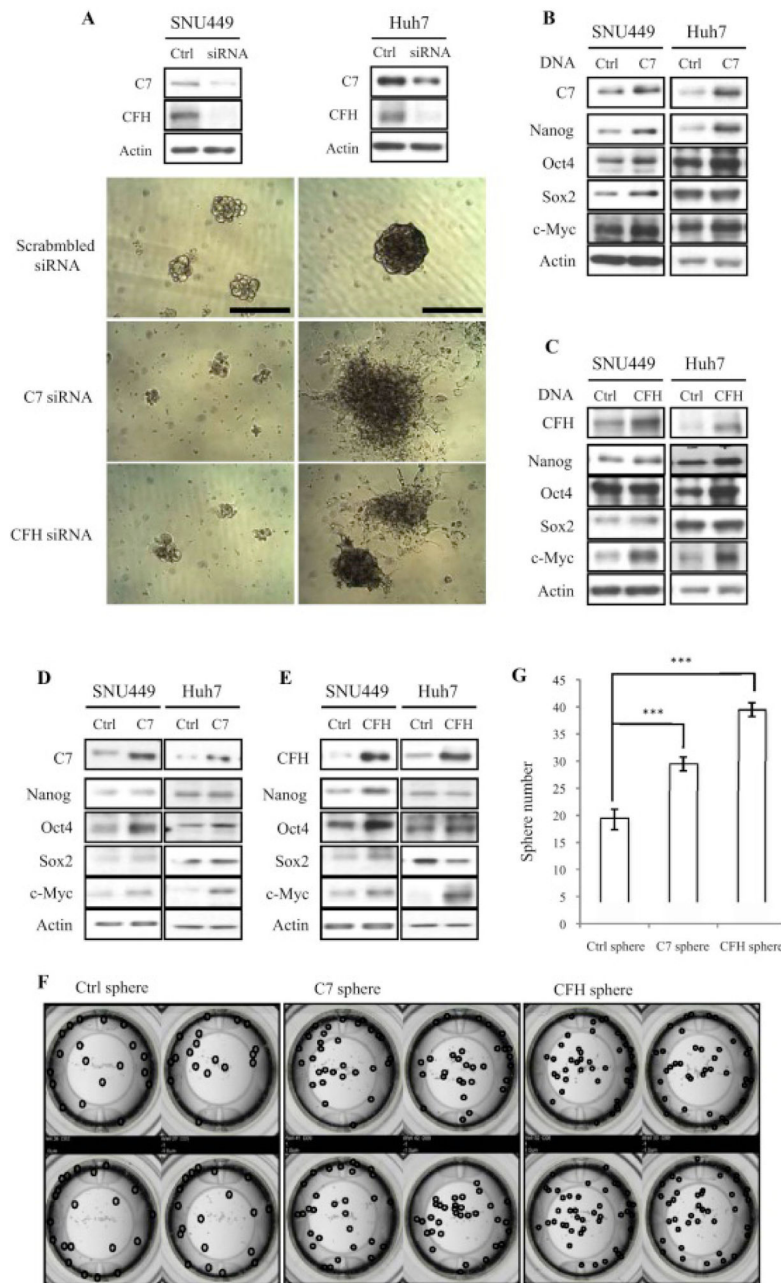 A
SNU449 Huh7
Ctrl siRNA Ctrl siRNA
C7
CFH
Actin
Scrabmbled
siRNA
C7 siRNA
CFH siRNA
B
SNU449 Huh7
DNA Ctrl C7 Ctrl C7
C7
Nanog
Oct4
Sox2
c-Myc
Actin
C
SNU449 Huh7
DNA Ctrl CFH Ctrl CFH
CFH
Nanog
Oct4
Sox2
c-Myc
Actin
D
SNU449 Huh7
Ctrl C7 Ctrl C7
C7
Nanog
Oct4
Sox2
c-Myc
Actin
E
SNU449 Huh7
Ctrl CFH Ctrl CFH
CFH
Nanog
Oct4
Sox2
c-Myc
Actin
G
***
***
Sphere number
45
40
35
30
25
20
15
10
5
0
Ctrl sphere C7 sphere CFH sphere
F
Ctrl sphere C7 sphere CFH sphere